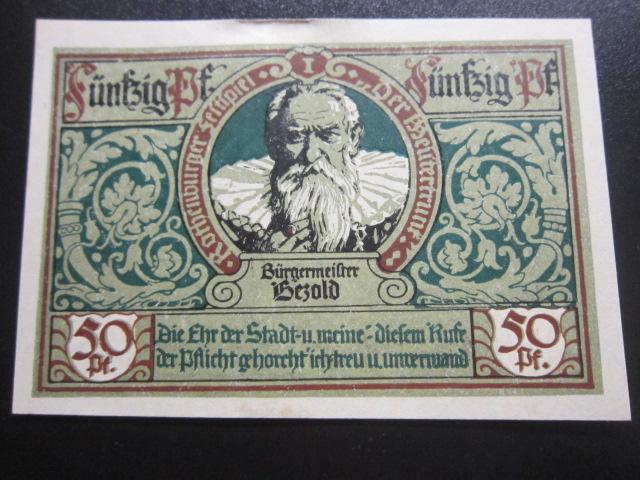 Fünfzig Pf. Fünfzig Pf.
Rothenburger Festspiel I Der Meistertrunk
Bürgermeister
Bezold
50 Pf. 50 Pf.
Die Ehr der Stadt u. meine - diesem Rufe
der Pflicht gehorcht' ich treu u. unverwand